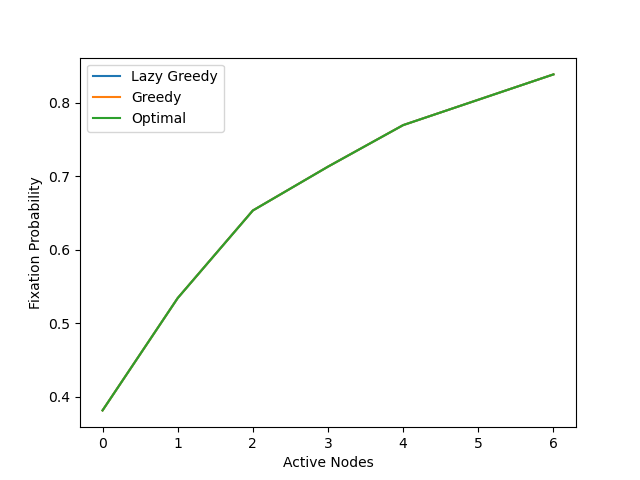 Lazy Greedy
Greedy
Optimal
Fixation Probability
0.8
0.7
0.6
0.5
0.4
0 1 2 3 4 5 6
Active Nodes